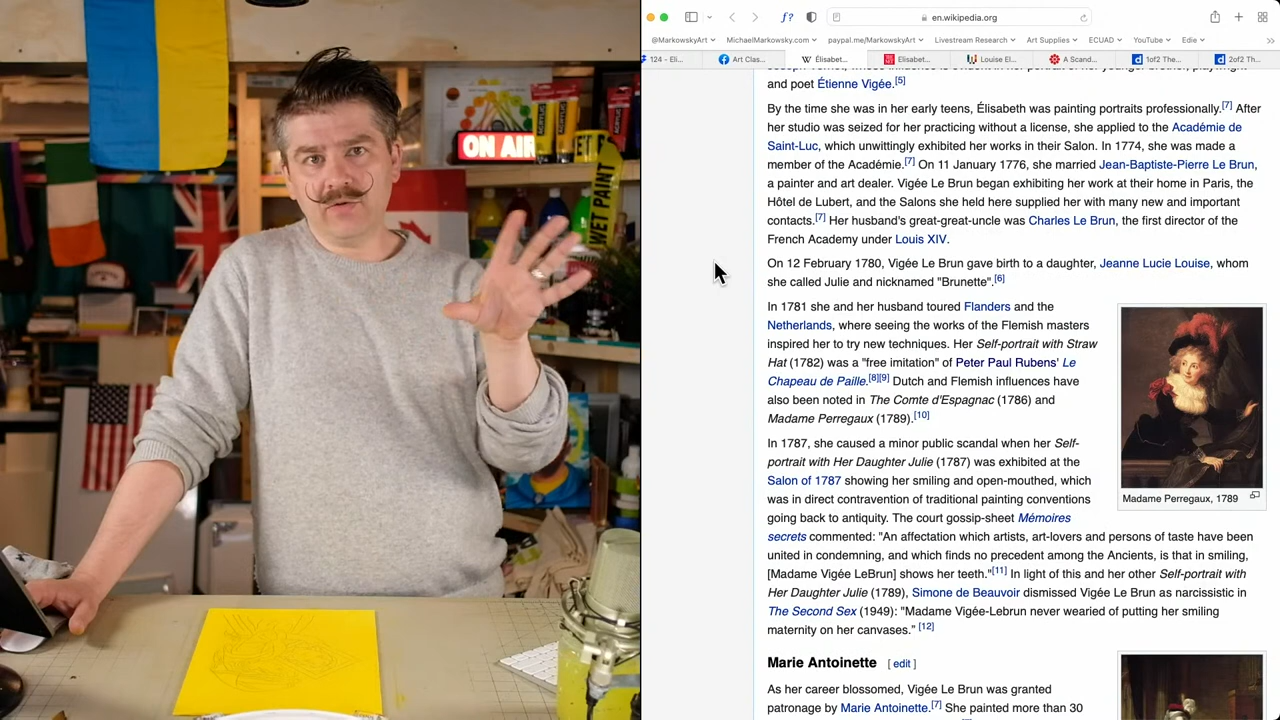 ON AIR
WET PAINT
en.wikipedia.org
@MarkowskyArt
MichaelMarkowsky.com
paypal.me/MarkowskyArt
Livestream Research
Art Supplies
ECUAD
YouTube
Edie
124 - Eli...
Art Clas...
Élisabet...
Elisabet...
Louise El...
A Scand...
1of2 The...
2of2 Th...
and poet Étienne Vigée.[5]
By the time she was in her early teens, Élisabeth was painting portraits professionally.[7] After
her studio was seized for her practicing without a license, she applied to the Académie de
Saint-Luc, which unwittingly exhibited her works in their Salon. In 1774, she was made a
member of the Académie.[7] On 11 January 1776, she married Jean-Baptiste-Pierre Le Brun,
a painter and art dealer. Vigée Le Brun began exhibiting her work at their home in Paris, the
Hôtel de Lubert, and the Salons she held here supplied her with many new and important
contacts.[7] Her husband's great-great-uncle was Charles Le Brun, the first director of the
French Academy under Louis XIV.
On 12 February 1780, Vigée Le Brun gave birth to a daughter, Jeanne Lucie Louise, whom
she called Julie and nicknamed "Brunette".[6]
In 1781 she and her husband toured Flanders and the
Netherlands, where seeing the works of the Flemish masters
inspired her to try new techniques. Her Self-portrait with Straw
Hat (1782) was a "free imitation" of Peter Paul Rubens' Le
Chapeau de Paille.[8][9] Dutch and Flemish influences have
also been noted in The Comte d'Espagnac (1786) and
Madame Perregaux (1789).[10]
Madame Perregaux, 1789
In 1787, she caused a minor public scandal when her Self-
portrait with Her Daughter Julie (1787) was exhibited at the
Salon of 1787 showing her smiling and open-mouthed, which
was in direct contravention of traditional painting conventions
going back to antiquity. The court gossip-sheet Mémoires
secrets commented: "An affectation which artists, art-lovers and persons of taste have been
united in condemning, and which finds no precedent among the Ancients, is that in smiling,
[Madame Vigée LeBrun] shows her teeth."[11] In light of this and her other Self-portrait with
Her Daughter Julie (1789), Simone de Beauvoir dismissed Vigée Le Brun as narcissistic in
The Second Sex (1949): "Madame Vigée-Lebrun never wearied of putting her smiling
maternity on her canvases." [12]
Marie Antoinette [ edit ]
As her career blossomed, Vigée Le Brun was granted
patronage by Marie Antoinette.[7] She painted more than 30